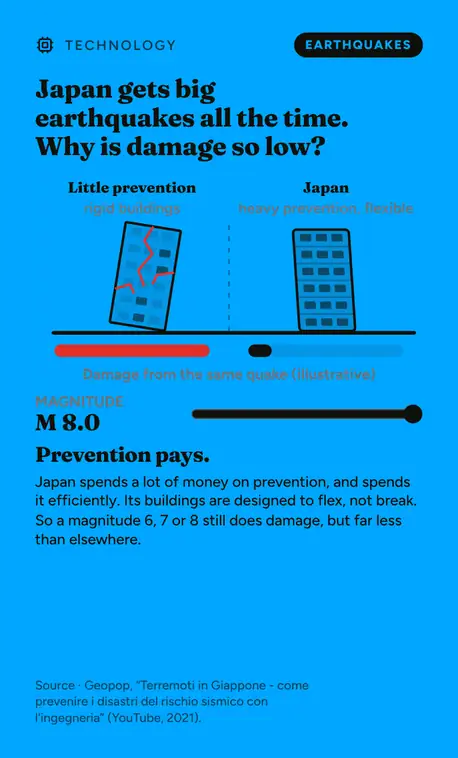 TECHNOLOGY
EARTHQUAKES
Japan gets big
earthquakes all the time.
Why is damage so low?
Little prevention
rigid buildings
Japan
heavy prevention, flexible
Damage from the same quake (illustrative)
MAGNITUDE
M 8.0
Prevention pays.
Japan spends a lot of money on prevention, and spends
it efficiently. Its buildings are designed to flex, not break.
So a magnitude 6, 7 or 8 still does damage, but far less
than elsewhere.
Source · Geopop, "Terremoti in Giappone - come
prevenire i disastri del rischio sismico con
l'ingegneria" (YouTube, 2021).